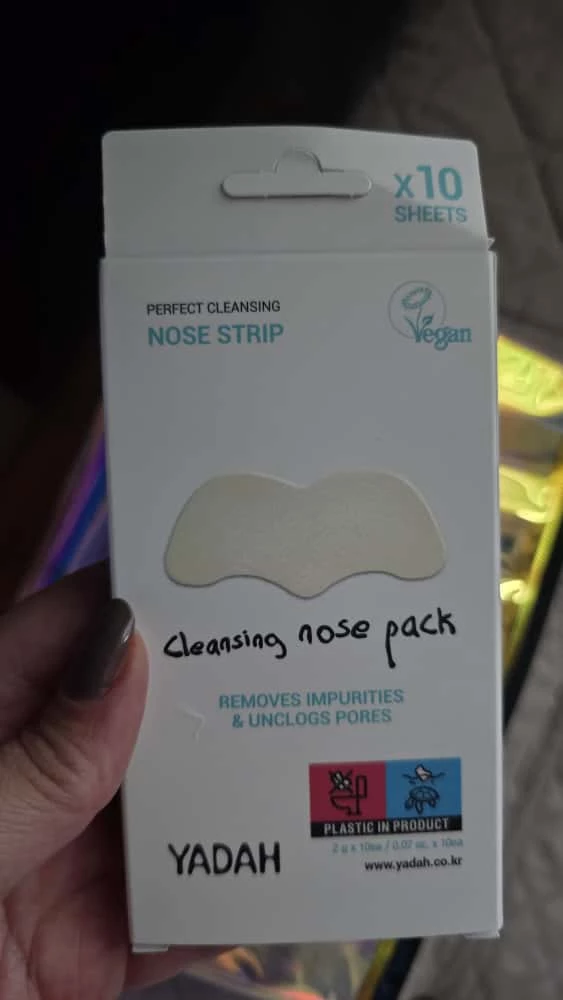 x10
SHEETS
PERFECT CLEANSING
NOSE STRIP
Vegan
Cleansing nose pack
REMOVES IMPURITIES
& UNCLOGS PORES
PLASTIC IN PRODUCT
2 g x 10ea / 0.07 oz. x 10ea
YADAH
www.yadah.co.kr